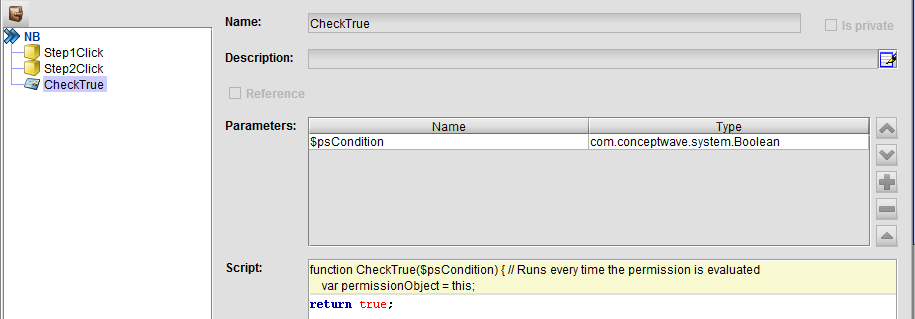 NB
Step1Click
Step2Click
CheckTrue
Name:
CheckTrue
Is private
Description:
Reference
Parameters:
Name Type
$psCondition com.conceptwave.system.Boolean
Script:
function CheckTrue($psCondition) { // Runs every time the permission is evaluated
var permissionObject = this;
return true;